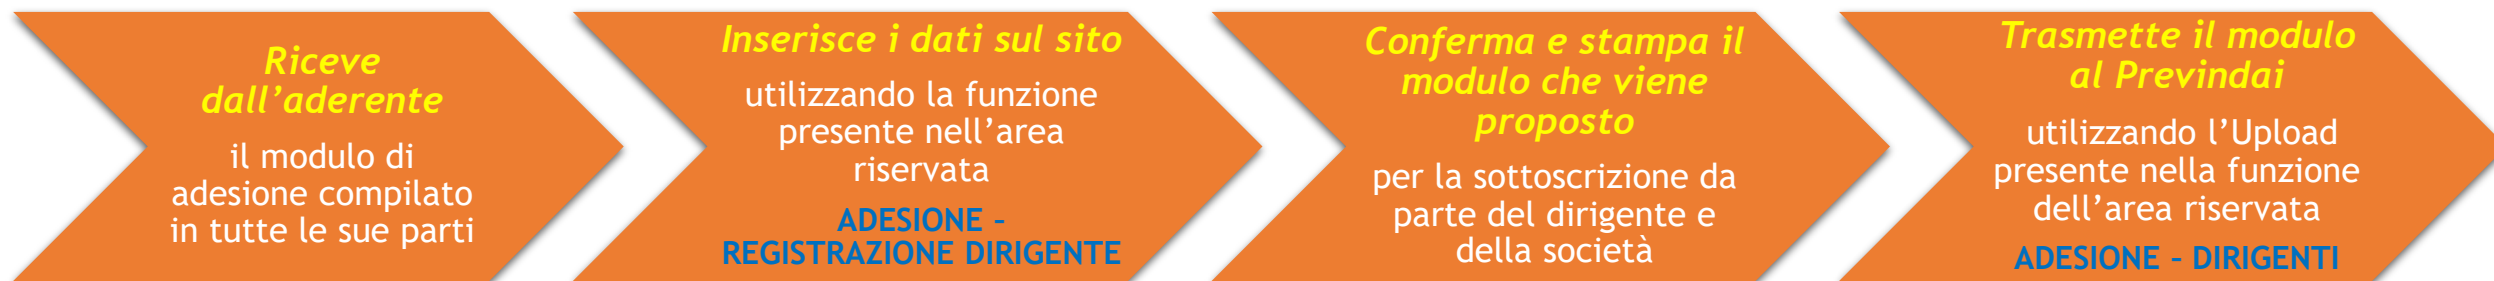 Riceve
dall’aderente
il modulo di
adesione compilato
in tutte le sue parti
Inserisce i dati sul sito
utilizzando la funzione
presente nell’area
riservata
ADESIONE –
REGISTRAZIONE DIRIGENTE
Conferma e stampa il
modulo che viene
proposto
per la sottoscrizione da
parte del dirigente e
della società
Trasmette il modulo
al Previndai
utilizzando l’Upload
presente nella funzione
dell’area riservata
ADESIONE – DIRIGENTI